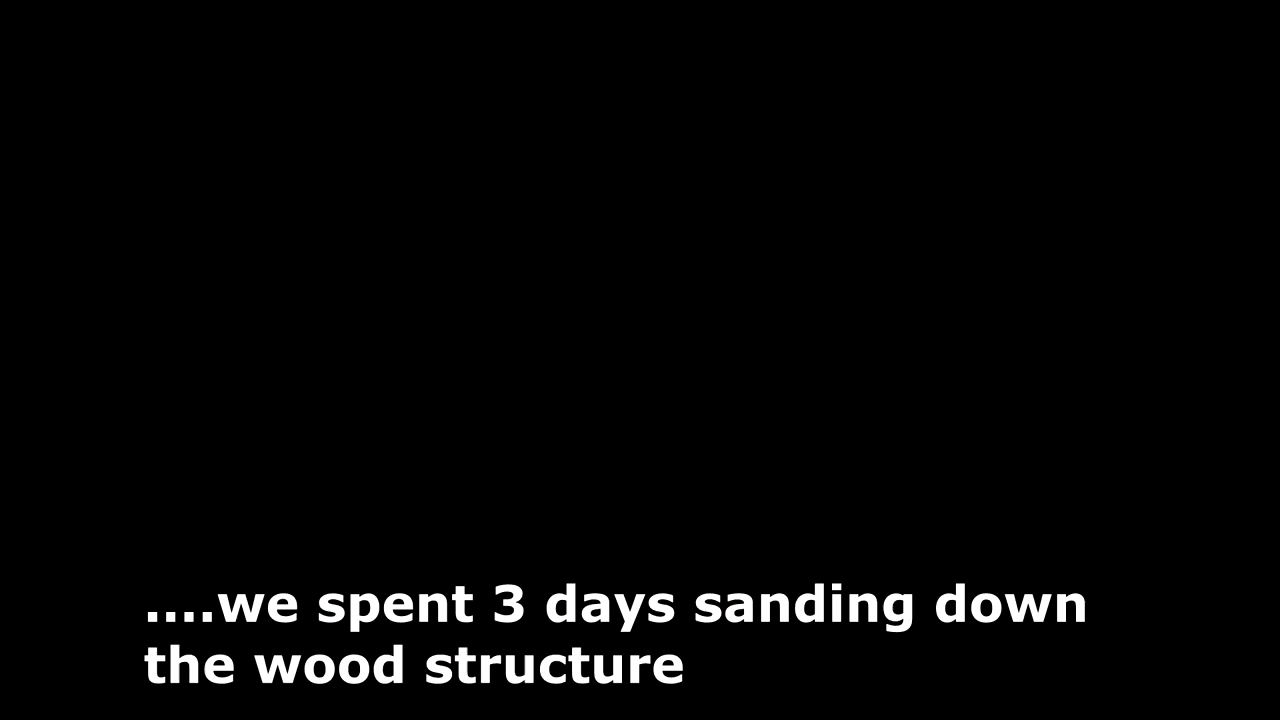 ....we spent 3 days sanding down
the wood structure